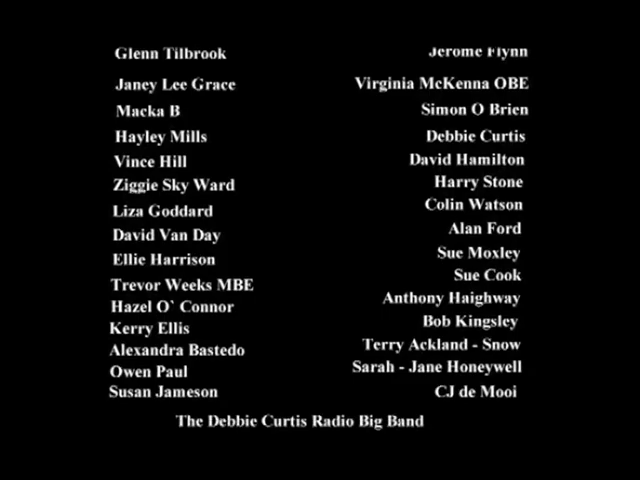 Glenn Tilbrook Jerome Flynn
Janey Lee Grace Virginia McKenna OBE
Macka B Simon O Brien
Hayley Mills Debbie Curtis
Vince Hill David Hamilton
Ziggie Sky Ward Harry Stone
Liza Goddard Colin Watson
David Van Day Alan Ford
Ellie Harrison Sue Moxley
Trevor Weeks MBE Sue Cook
Hazel O` Connor Anthony Haighway
Kerry Ellis Bob Kingsley
Alexandra Bastedo Terry Ackland - Snow
Owen Paul Sarah - Jane Honeywell
Susan Jameson CJ de Mooi
The Debbie Curtis Radio Big Band